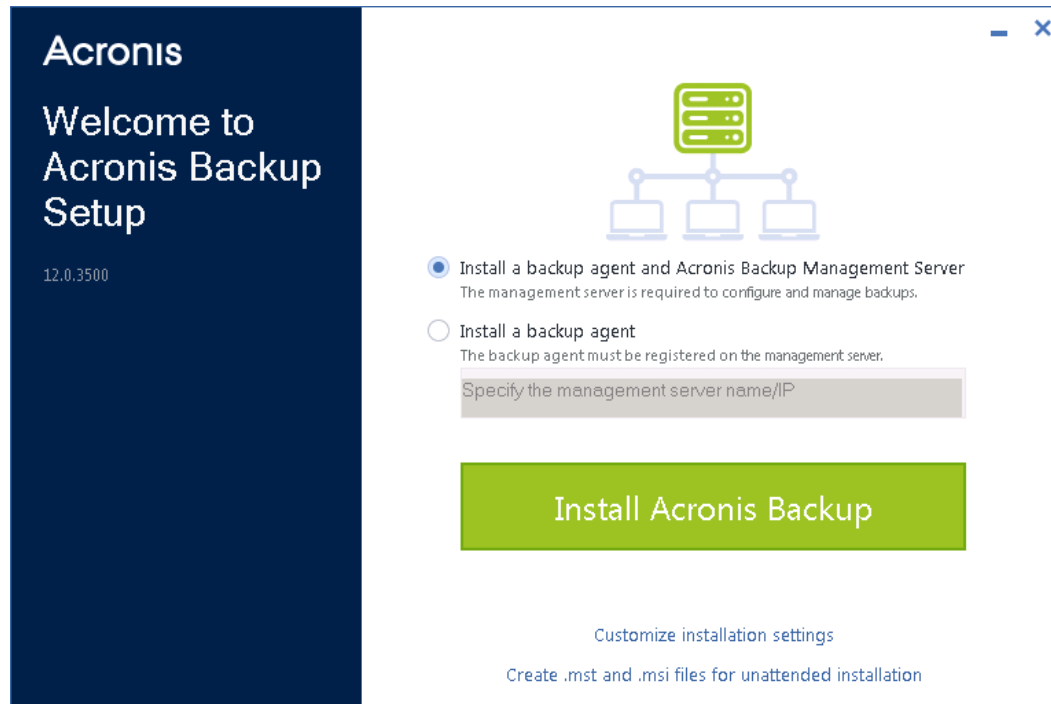 Acronis
Welcome to
Acronis Backup
Setup
12.0.3500
Install a backup agent and Acronis Backup Management Server
The management server is required to configure and manage backups.
Install a backup agent
The backup agent must be registered on the management server.
Specify the management server name/IP
Install Acronis Backup
Customize installation settings
Create .mst and .msi files for unattended installation